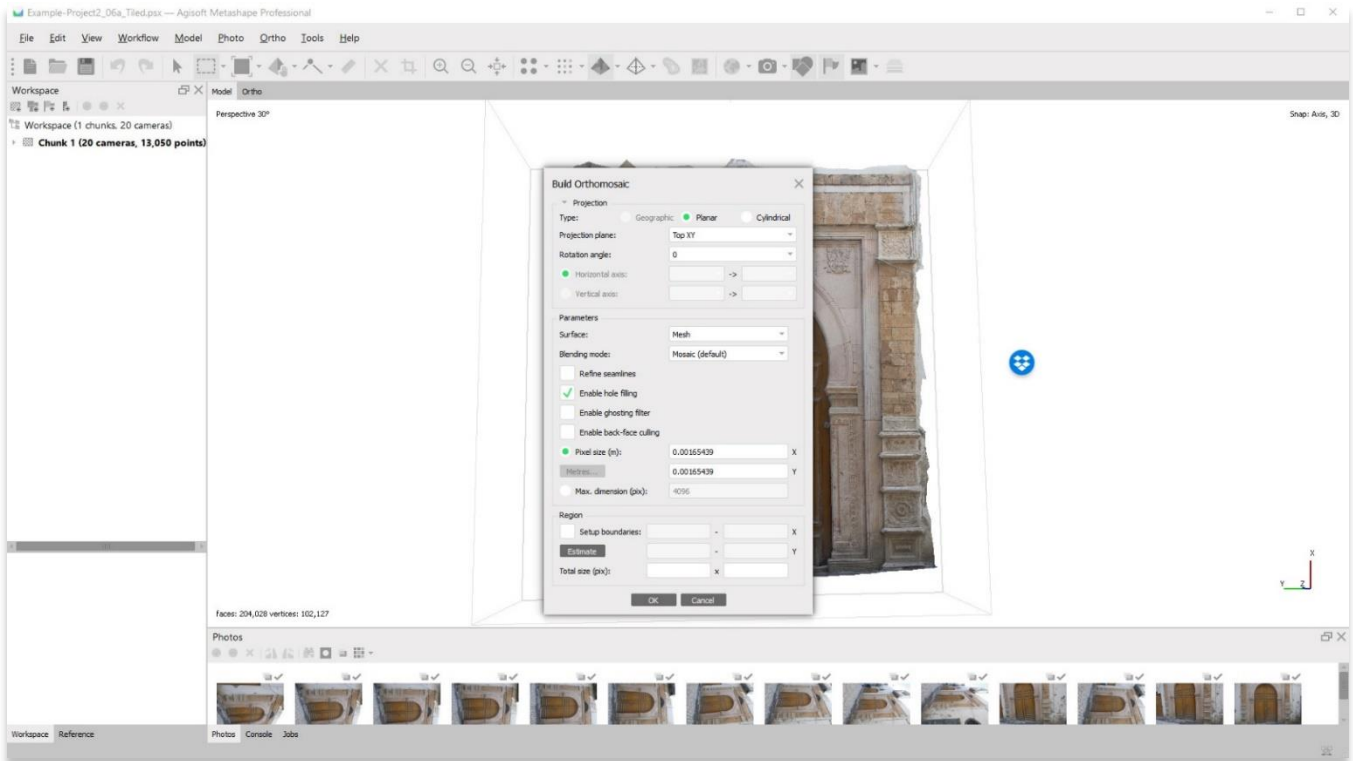 Example-Project2_06a_Tiled.psx — Agisoft Metashape Professional
File Edit View Workflow Model Photo Ortho Tools Help
Workspace
Workspace (1 chunks, 20 cameras)
Chunk 1 (20 cameras, 13,050 points)
Model Ortho
Perspective 30°
Snap: Axis, 3D
Build Orthomosaic
Projection
Type: Geographic Planar Cylindrical
Projection plane: Top XY
Rotation angle: 0
Horizontal axis: ->
Vertical axis: ->
Parameters
Surface: Mesh
Blending mode: Mosaic (default)
Refine seamlines
Enable hole filling
Enable ghosting filter
Enable back-face culling
Pixel size (m): 0.00165439 X
Metres... 0.00165439 Y
Max. dimension (pix): 4096
Region
Setup boundaries: - X
Estimate - Y
Total size (pix): x
OK Cancel
X
Y Z
faces: 204,028 vertices: 102,127
Photos
Workspace Reference
Photos Console Jobs